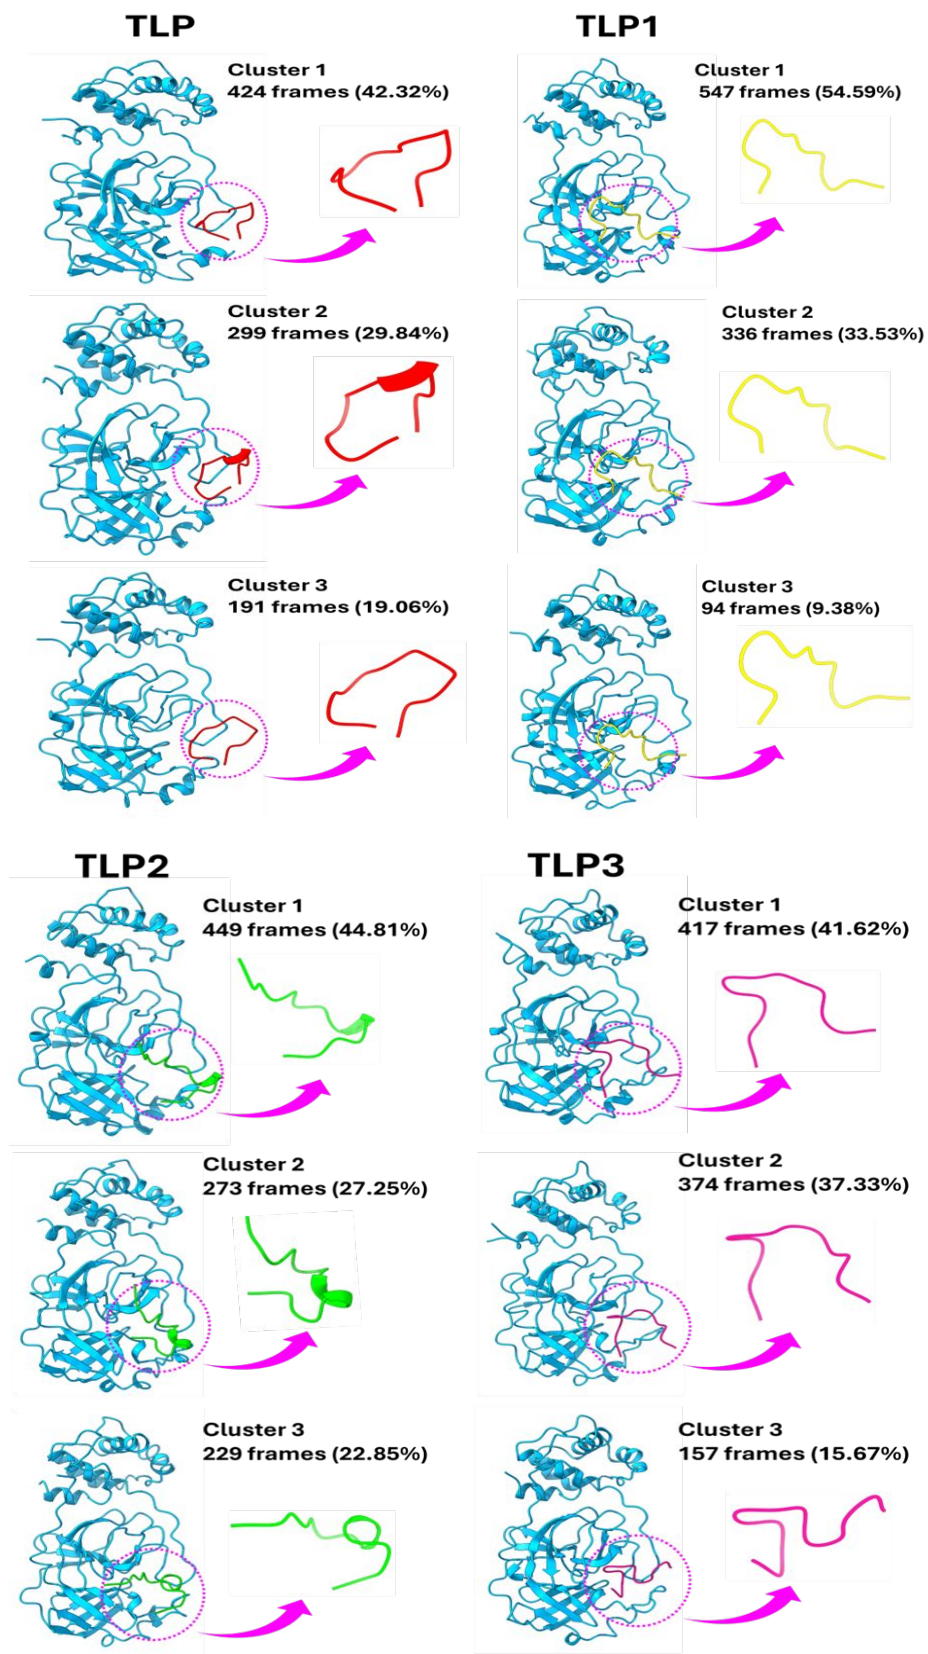 TLP
Cluster 1
424 frames (42.32%)
Cluster 2
299 frames (29.84%)
Cluster 3
191 frames (19.06%)
TLP1
Cluster 1
547 frames (54.59%)
Cluster 2
336 frames (33.53%)
Cluster 3
94 frames (9.38%)
TLP2
Cluster 1
449 frames (44.81%)
Cluster 2
273 frames (27.25%)
Cluster 3
229 frames (22.85%)
TLP3
Cluster 1
417 frames (41.62%)
Cluster 2
374 frames (37.33%)
Cluster 3
157 frames (15.67%)